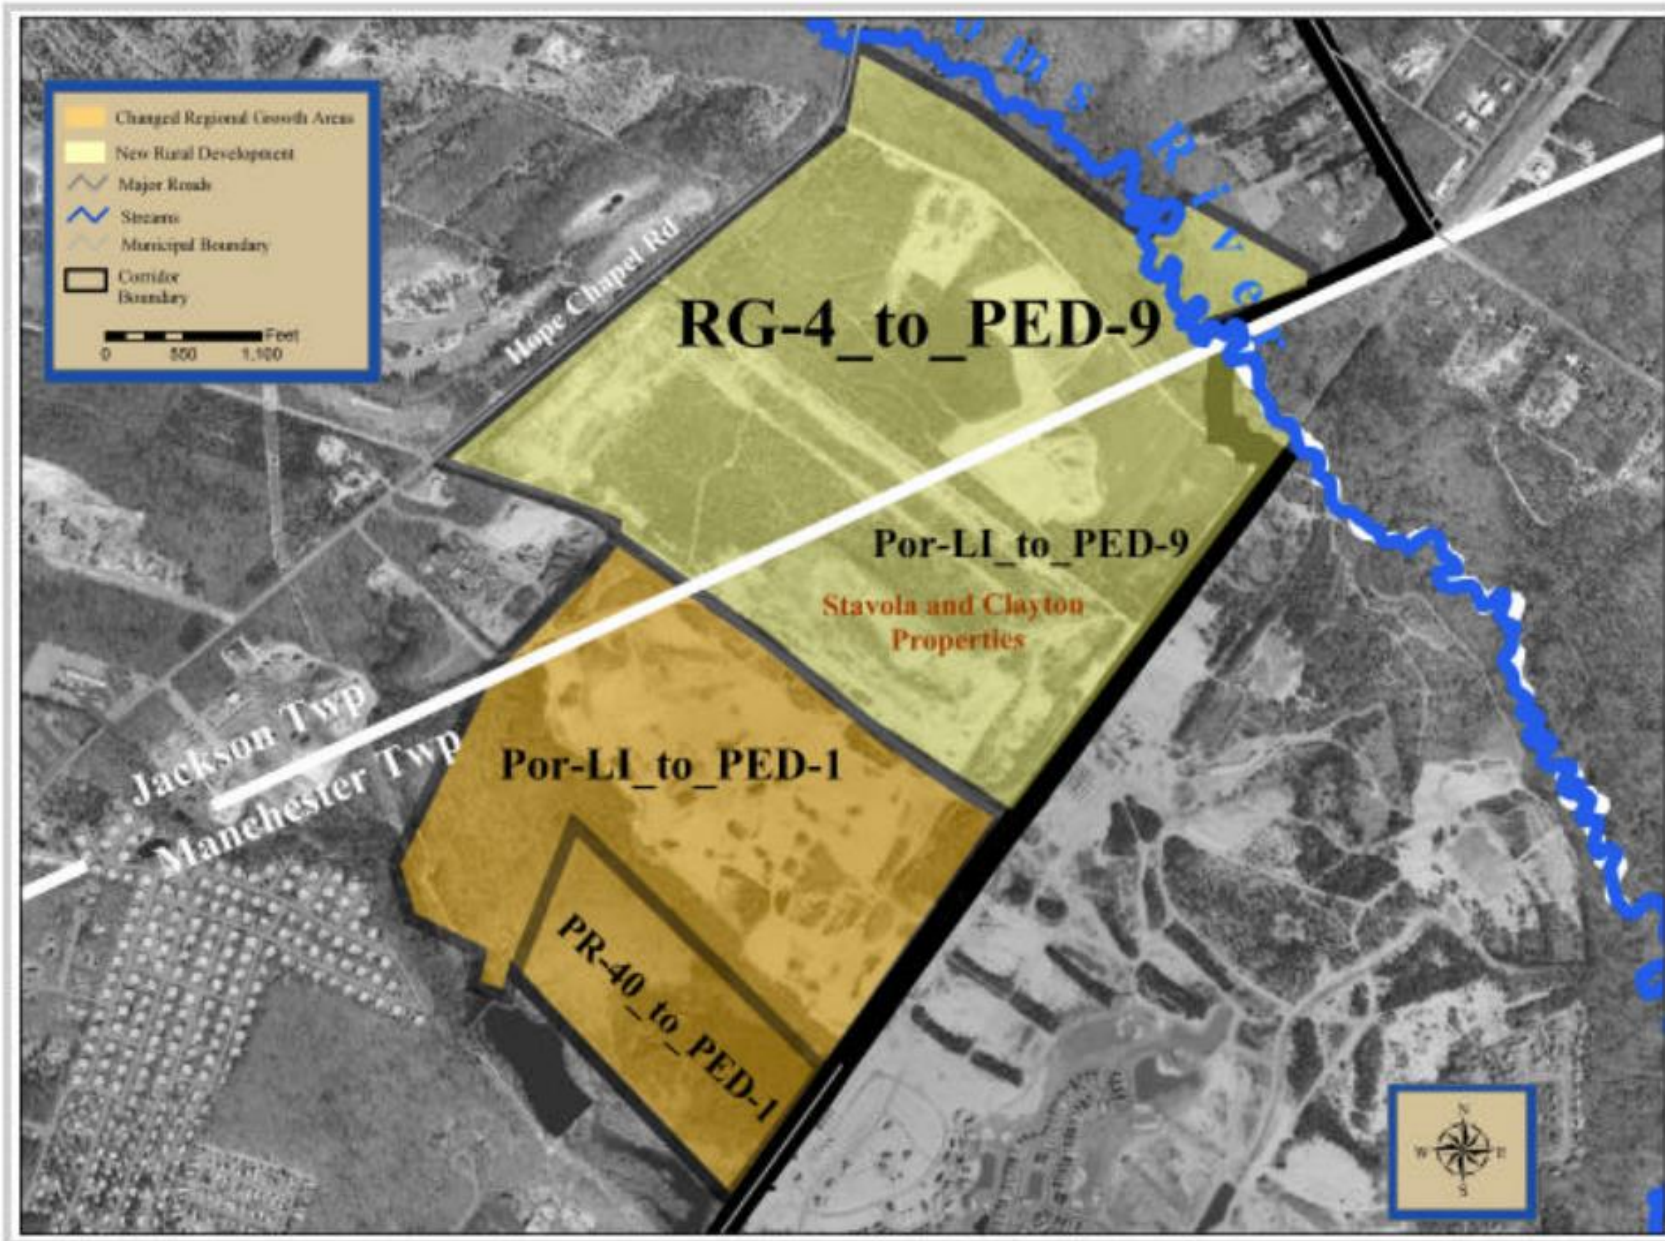 Changed Regional Growth Areas
New Rural Development
Major Roads
Streams
Municipal Boundary
Corridor
Boundary
Feet
0 550 1,100
Hope Chapel Rd
River
RG-4_to_PED-9
Por-LI_to_PED-9
Stavola and Clayton
Properties
Jackson Twp
Manchester Twp
Por-LI_to_PED-1
PR-40_to_PED-1
N
W E
S